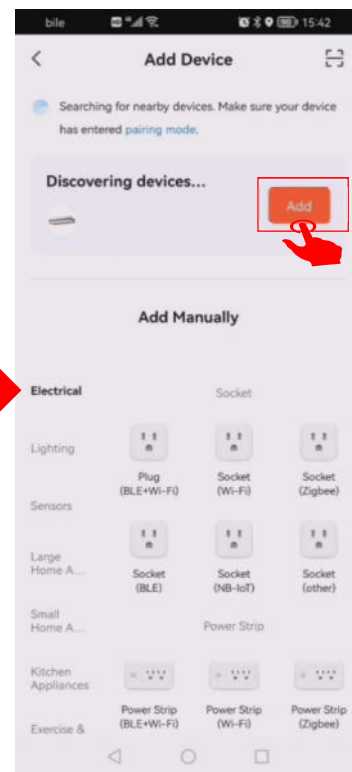 bile
15:42
Add Device
Searching for nearby devices. Make sure your device
has entered pairing mode.
Discovering devices...
Add
Add Manually
Electrical
Socket
Lighting
Plug
(BLE+Wi-Fi)
Socket
(Wi-Fi)
Socket
(Zigbee)
Sensors
Large
Home A...
Socket
(BLE)
Socket
(NB-IoT)
Socket
(other)
Small
Home A...
Power Strip
Kitchen
Appliances
Power Strip
(BLE+Wi-Fi)
Power Strip
(Wi-Fi)
Power Strip
(Zigbee)
Exercise &